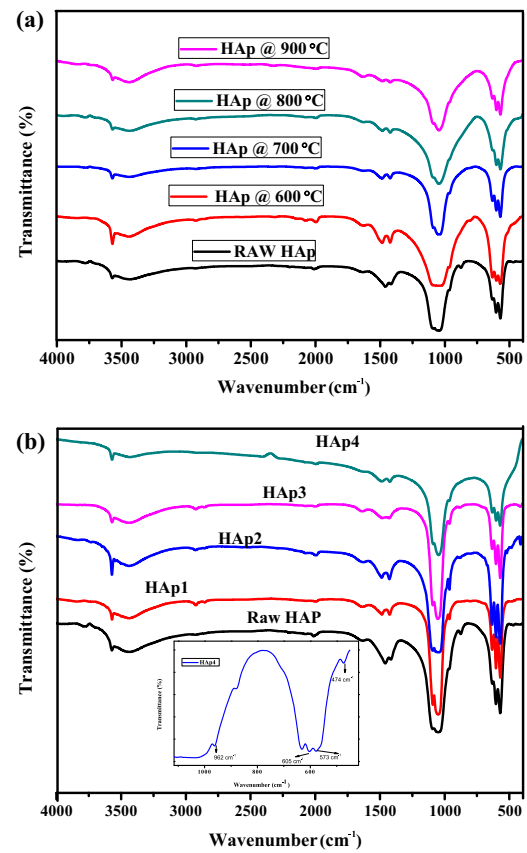 (a)
HAp @ 900 °C
HAp @ 800 °C
HAp @ 700 °C
HAp @ 600 °C
RAW HAp
Transmittance (%)
4000 3500 3000 2500 2000 1500 1000 500
Wavenumber (cm⁻¹)
(b)
HAp4
HAp3
HAp2
HAp1
Raw HAP
Transmittance (%)
HAp4
474 cm⁻¹
962 cm⁻¹
605 cm⁻¹
573 cm⁻¹
Transmittance (%)
1000 800 600
Wavenumber (cm⁻¹)
4000 3500 3000 2500 2000 1500 1000 500
Wavenumber (cm⁻¹)